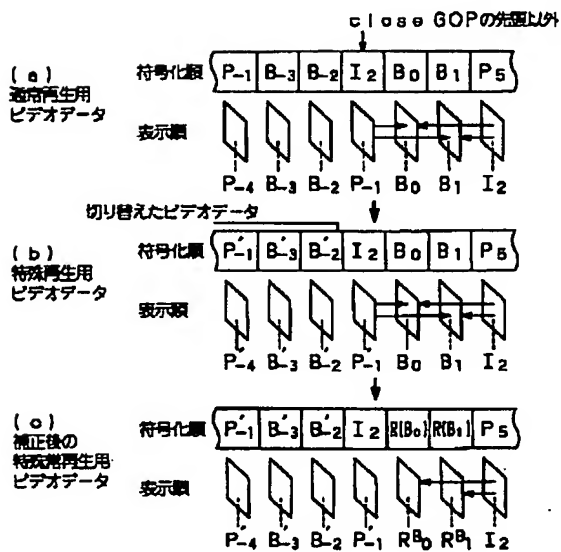 close GOPの先頭以外
(a)
通常再生用
ビデオデータ
符号化順 P-1 B-3 B-2 I2 B0 B1 P5
表示順
P-4 B-3 B-2 P-1 B0 B1 I2
切り替えたビデオデータ
(b)
特殊再生用
ビデオデータ
符号化順 P'-1 B'-3 B'-2 I2 B0 B1 P5
表示順
P'-4 B'-3 B'-2 P'-1 B0 B1 I2
(c)
補正後の
特殊常再生用
ビデオデータ
符号化順 P'-1 B'-3 B'-2 I2 R(B0) R(B1) P5
表示順
P'-4 B'-3 B'-2 P'-1 RB0 RB1 I2